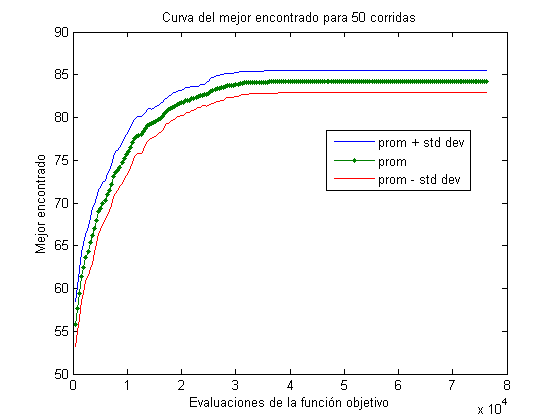 Curva del mejor encontrado para 50 corridas
90
85
80
75
70
65
60
55
50
Mejor encontrado
prom + std dev
prom
prom - std dev
0 1 2 3 4 5 6 7 8
Evaluaciones de la función objetivo
x 10^4